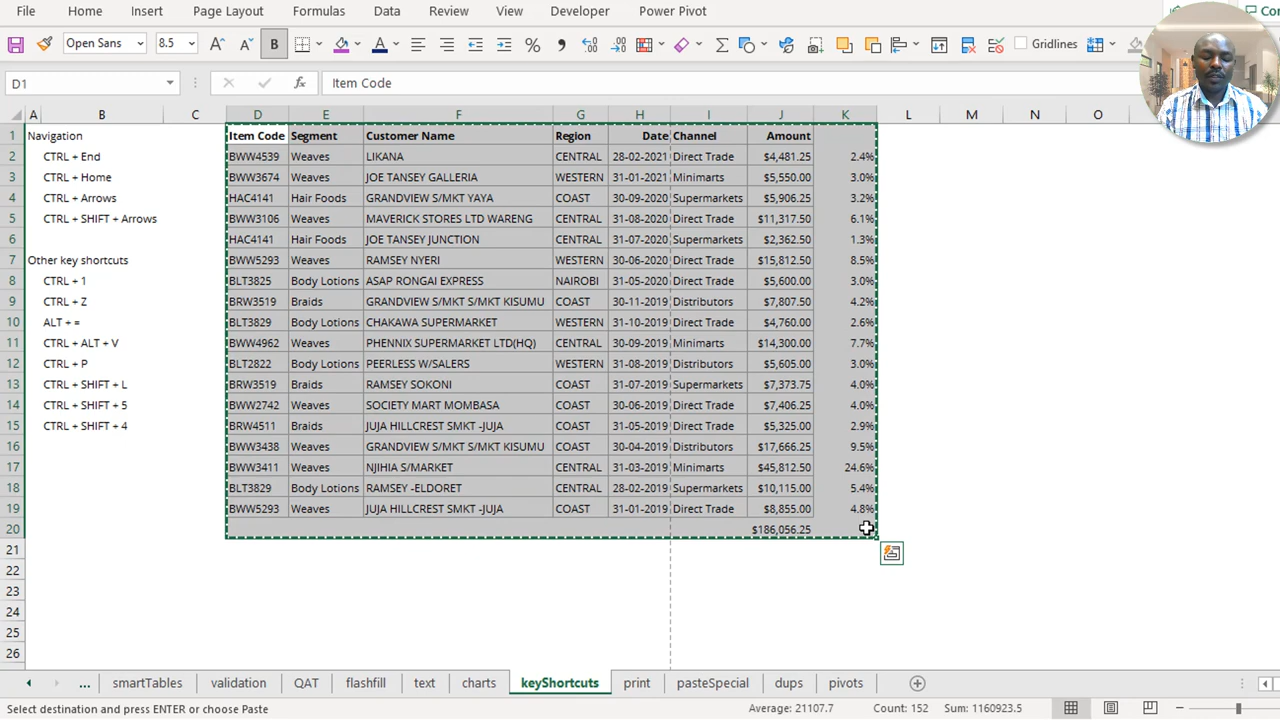 File Home Insert Page Layout Formulas Data Review View Developer Power Pivot
Open Sans 8.5 A A B A % , Σ Gridlines
D1 fx Item Code
A B C D E F G H I J K L M N O
1 Navigation Item Code Segment Customer Name Region Date Channel Amount
2 CTRL + End BWW4539 Weaves LIKANA CENTRAL 28-02-2021 Direct Trade $4,481.25 2.4%
3 CTRL + Home BWW3674 Weaves JOE TANSEY GALLERIA WESTERN 31-01-2021 Minimarts $5,550.00 3.0%
4 CTRL + Arrows HAC4141 Hair Foods GRANDVIEW S/MKT YAYA COAST 30-09-2020 Supermarkets $5,906.25 3.2%
5 CTRL + SHIFT + Arrows BWW3106 Weaves MAVERICK STORES LTD WARENG CENTRAL 31-08-2020 Direct Trade $11,317.50 6.1%
6 HAC4141 Hair Foods JOE TANSEY JUNCTION CENTRAL 31-07-2020 Supermarkets $2,362.50 1.3%
7 Other key shortcuts BWW5293 Weaves RAMSEY NYERI WESTERN 30-06-2020 Direct Trade $15,812.50 8.5%
8 CTRL + 1 BLT3825 Body Lotions ASAP RONGAI EXPRESS NAIROBI 31-05-2020 Direct Trade $5,600.00 3.0%
9 CTRL + Z BRW3519 Braids GRANDVIEW S/MKT S/MKT KISUMU COAST 30-11-2019 Distributors $7,807.50 4.2%
10 ALT + = BLT3829 Body Lotions CHAKAWA SUPERMARKET WESTERN 31-10-2019 Direct Trade $4,760.00 2.6%
11 CTRL + ALT + V BWW4962 Weaves PHENNIX SUPERMARKET LTD(HQ) CENTRAL 30-09-2019 Minimarts $14,300.00 7.7%
12 CTRL + P BLT2822 Body Lotions PEERLESS W/SALERS WESTERN 31-08-2019 Direct Trade $5,605.00 3.0%
13 CTRL + SHIFT + L BRW3519 Braids RAMSEY SOKONI COAST 31-07-2019 Supermarkets $7,373.75 4.0%
14 CTRL + SHIFT + 5 BWW2742 Weaves SOCIETY MART MOMBASA COAST 30-06-2019 Direct Trade $7,406.25 4.0%
15 CTRL + SHIFT + 4 BRW4511 Braids JUJA HILLCREST SMKT -JUJA COAST 31-05-2019 Direct Trade $5,325.00 2.9%
16 BWW3438 Weaves GRANDVIEW S/MKT S/MKT KISUMU COAST 30-04-2019 Distributors $17,666.25 9.5%
17 BWW3411 Weaves NJIHIA S/MARKET CENTRAL 31-03-2019 Minimarts $45,812.50 24.6%
18 BLT3829 Body Lotions RAMSEY -ELDORET CENTRAL 28-02-2019 Supermarkets $10,115.00 5.4%
19 BWW5293 Weaves JUJA HILLCREST SMKT -JUJA COAST 31-01-2019 Direct Trade $8,855.00 4.8%
20 $186,056.25
21
22
23
24
25
26
... smartTables validation QAT flashfill text charts keyShortcuts print pasteSpecial dups pivots
Select destination and press ENTER or choose Paste Average: 21107.7 Count: 152 Sum: 1160923.5